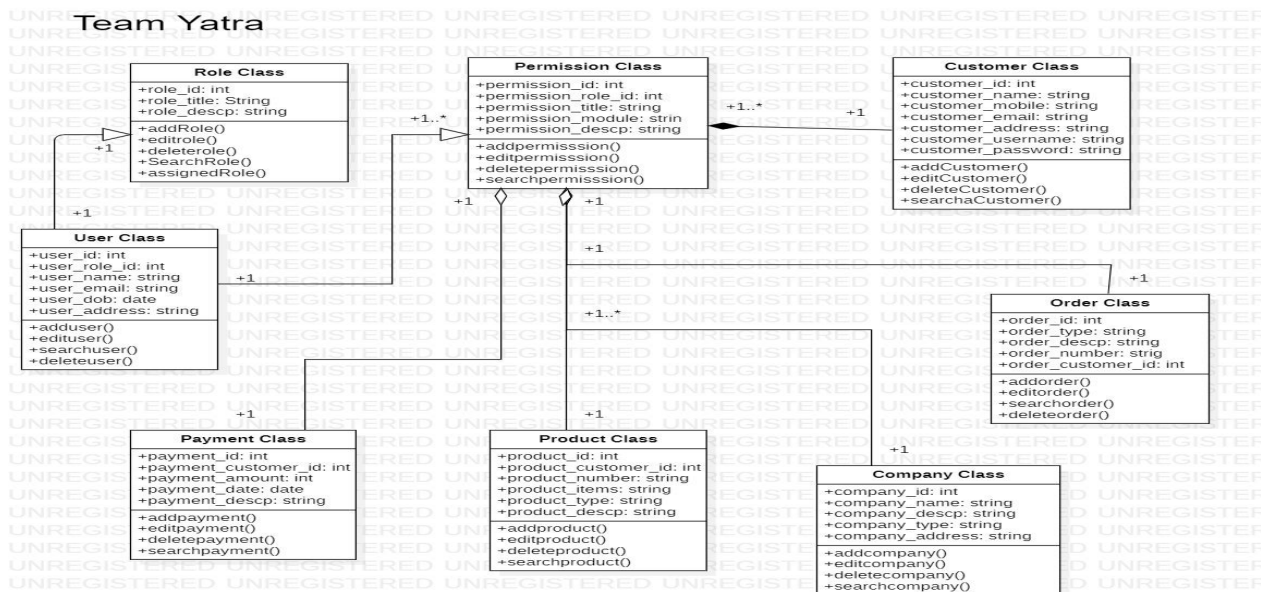 Team Yatra
Role Class
+role_id: int
+role_title: String
+role_descp: string
+addRole()
+editrole()
+deleterole()
+SearchRole()
+assignedRole()
Permission Class
+permission_id: int
+permission_role_id: int
+permission_title: string
+permission_module: strin
+permission_descp: string
+addpermisssion()
+editpermisssion()
+deletepermisssion()
+searchpermisssion()
Customer Class
+customer_id: int
+customer_name: string
+customer_mobile: string
+customer_email: string
+customer_address: string
+customer_username: string
+customer_password: string
+addCustomer()
+editCustomer()
+deleteCustomer()
+searchaCustomer()
+1
+1..*
+1..*
+1
+1
+1
+1
+1
User Class
+user_id: int
+user_role_id: int
+user_name: string
+user_email: string
+user_dob: date
+user_address: string
+adduser()
+edituser()
+searchuser()
+deleteuser()
+1
+1
+1..*
Order Class
+order_id: int
+order_type: string
+order_descp: string
+order_number: strig
+order_customer_id: int
+addorder()
+editorder()
+searchorder()
+deleteorder()
+1
+1
+1
Payment Class
+payment_id: int
+payment_customer_id: int
+payment_amount: int
+payment_date: date
+payment_descp: string
+addpayment()
+editpayment()
+deletepayment()
+searchpayment()
Product Class
+product_id: int
+product_customer_id: int
+product_number: string
+product_items: string
+product_type: string
+product_descp: string
+addproduct()
+editproduct()
+deleteproduct()
+searchproduct()
+1
Company Class
+company_id: int
+company_name: string
+company_descp: string
+company_type: string
+company_address: string
+addcompany()
+editcompany()
+deletecompany()
+searchcompany()
UNREGISTERED